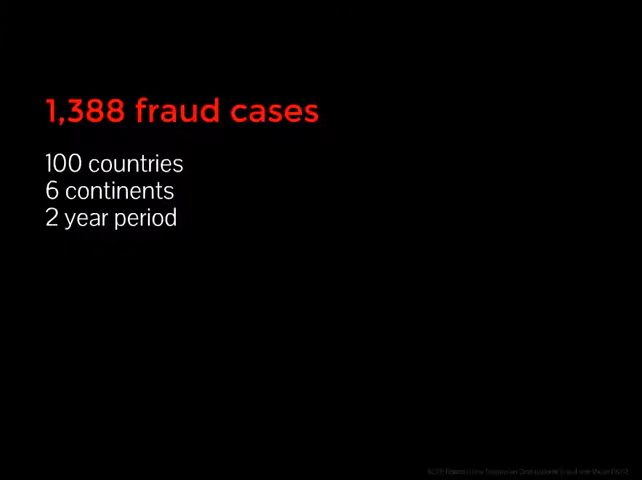 1,388 fraud cases
100 countries
6 continents
2 year period